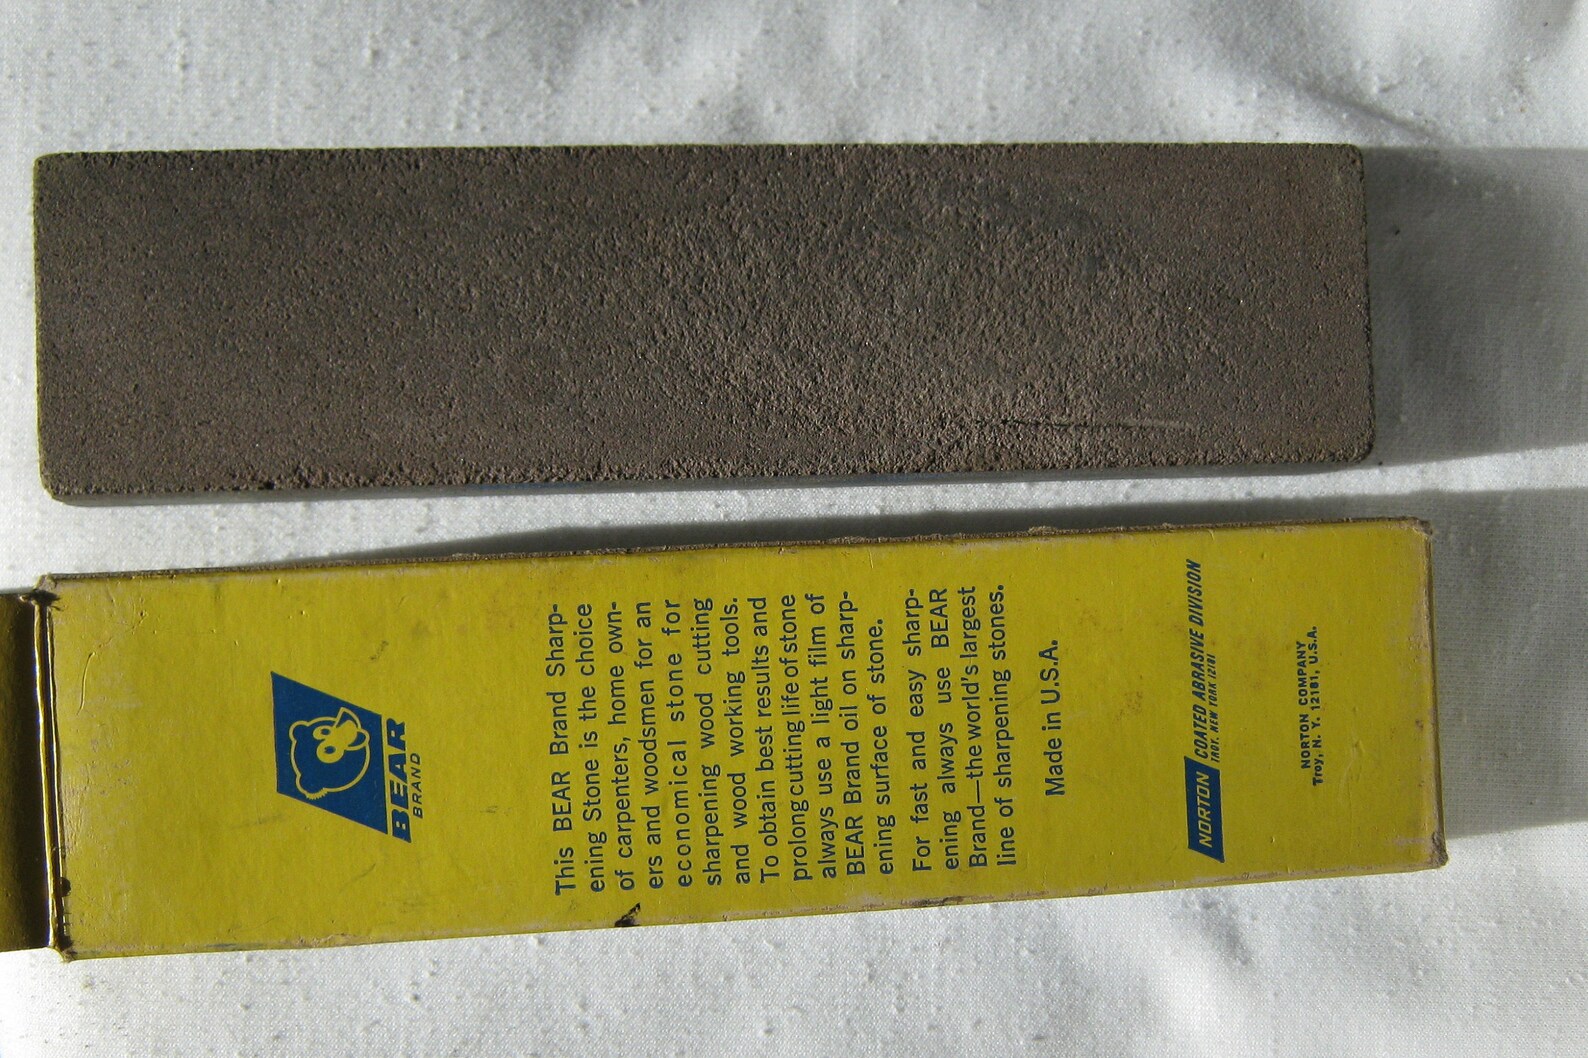 BEAR
BRAND
This BEAR Brand Sharp-
ening Stone is the choice
of carpenters, home own-
ers and woodsmen for an
economical stone for
sharpening wood cutting
and wood working tools.
To obtain best results and
prolong cutting life of stone
always use a light film of
BEAR Brand oil on sharp-
ening surface of stone.
For fast and easy sharp-
ening always use BEAR
Brand—the world's largest
line of sharpening stones.
Made in U.S.A.
NORTON COATED ABRASIVE DIVISION
TROY, NEW YORK 12181
NORTON COMPANY
Troy, N. Y. 12181, U.S.A.